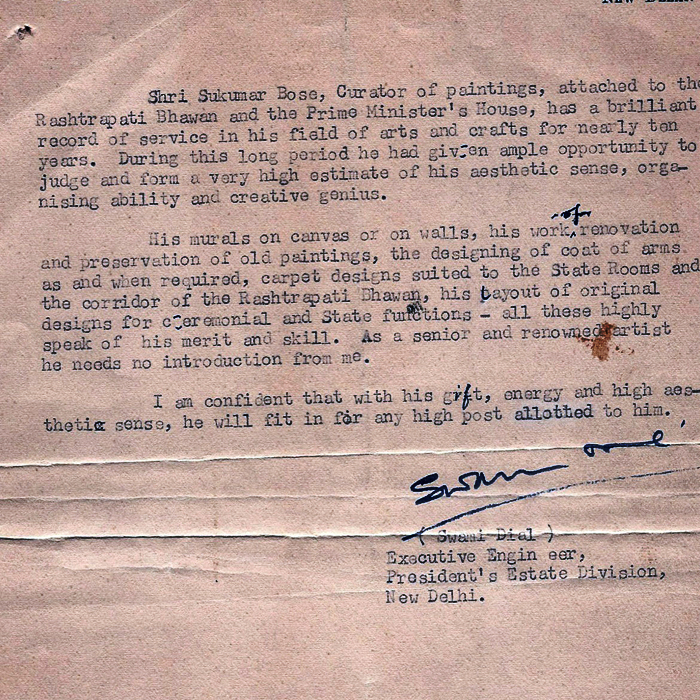 New Delhi
Shri Sukumar Bose, Curator of paintings, attached to the
Rashtrapati Bhawan and the Prime Minister's House, has a brilliant
record of service in his field of arts and crafts for nearly ten
years. During this long period he had given ample opportunity to
judge and form a very high estimate of his aesthetic sense, orga-
nising ability and creative genius.
His murals on canvas or on walls, his work of renovation
and preservation of old paintings, the designing of coat of arms
as and when required, carpet designs suited to the State Rooms and
the corridor of the Rashtrapati Bhawan, his layout of original
designs for ceremonial and State functions - all these highly
speak of his merit and skill. As a senior and renowned artist
he needs no introduction from me.
I am confident that with his gift, energy and high aes-
thetic sense, he will fit in for any high post allotted to him.
( Swami Dial )
Executive Engin eer,
President's Estate Division,
New Delhi.